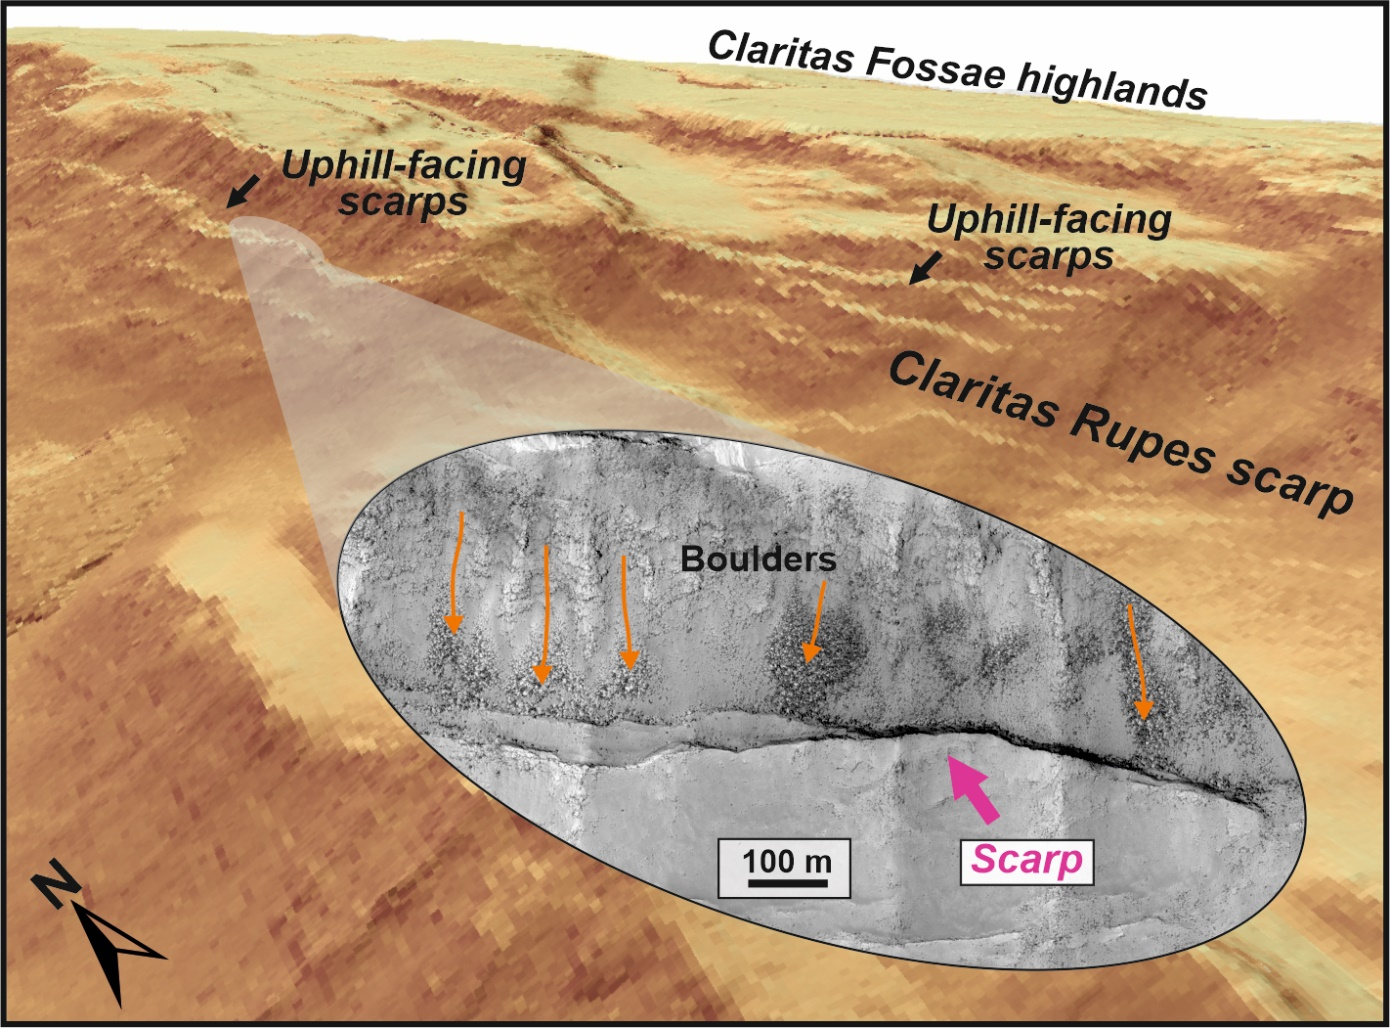 Claritas Fossae highlands
Uphill-facing
scarps
Uphill-facing
scarps
Claritas Rupes scarp
Boulders
100 m
Scarp
N